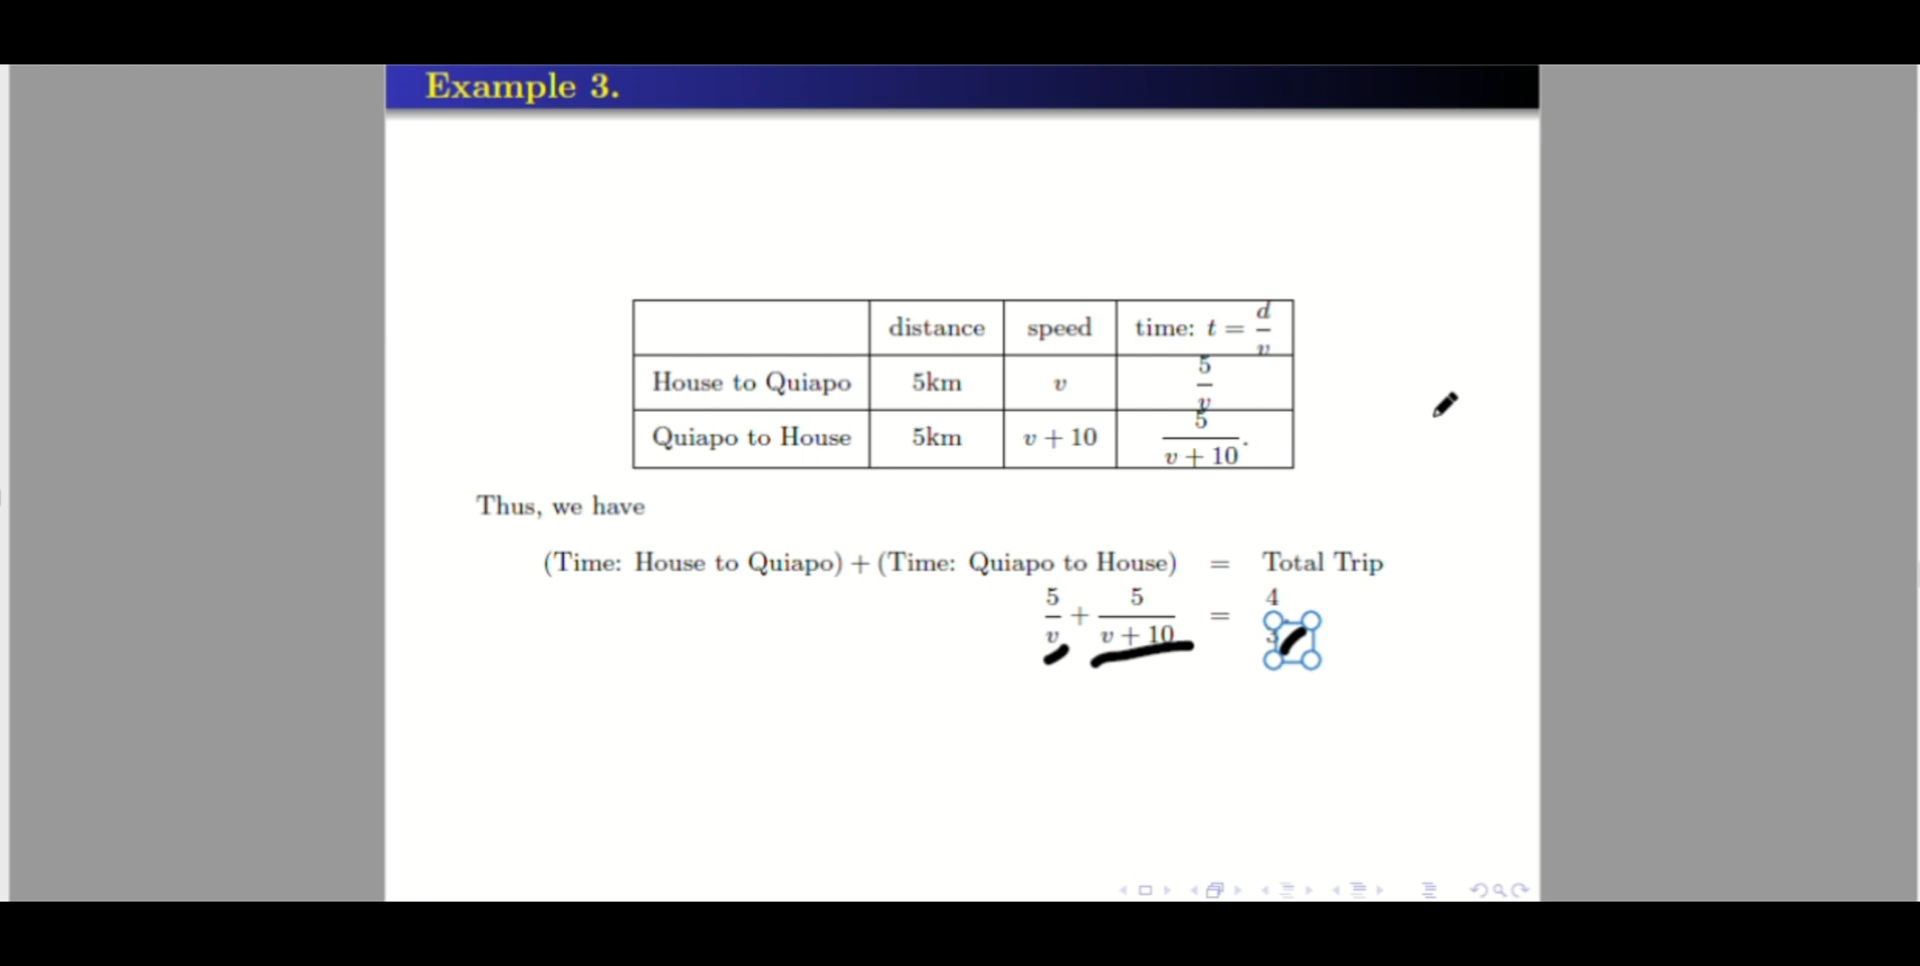 Example 3.
distance speed time: t = d/v
House to Quiapo 5km v 5/v
Quiapo to House 5km v + 10 5/(v + 10).
Thus, we have
(Time: House to Quiapo) + (Time: Quiapo to House) = Total Trip
5/v + 5/(v + 10) = 4/3